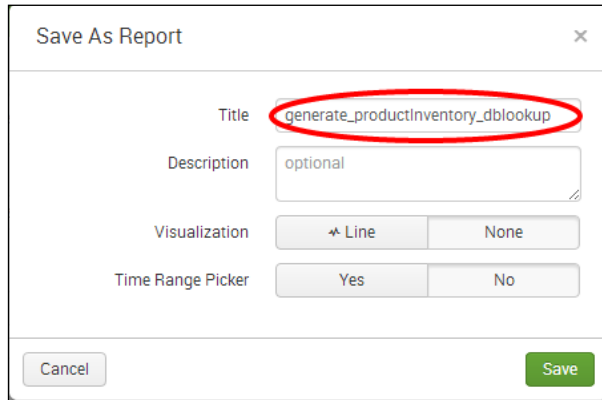 Save As Report ×
Title generate_productInventory_dblookup
Description optional
Visualization Line None
Time Range Picker Yes No
Cancel Save